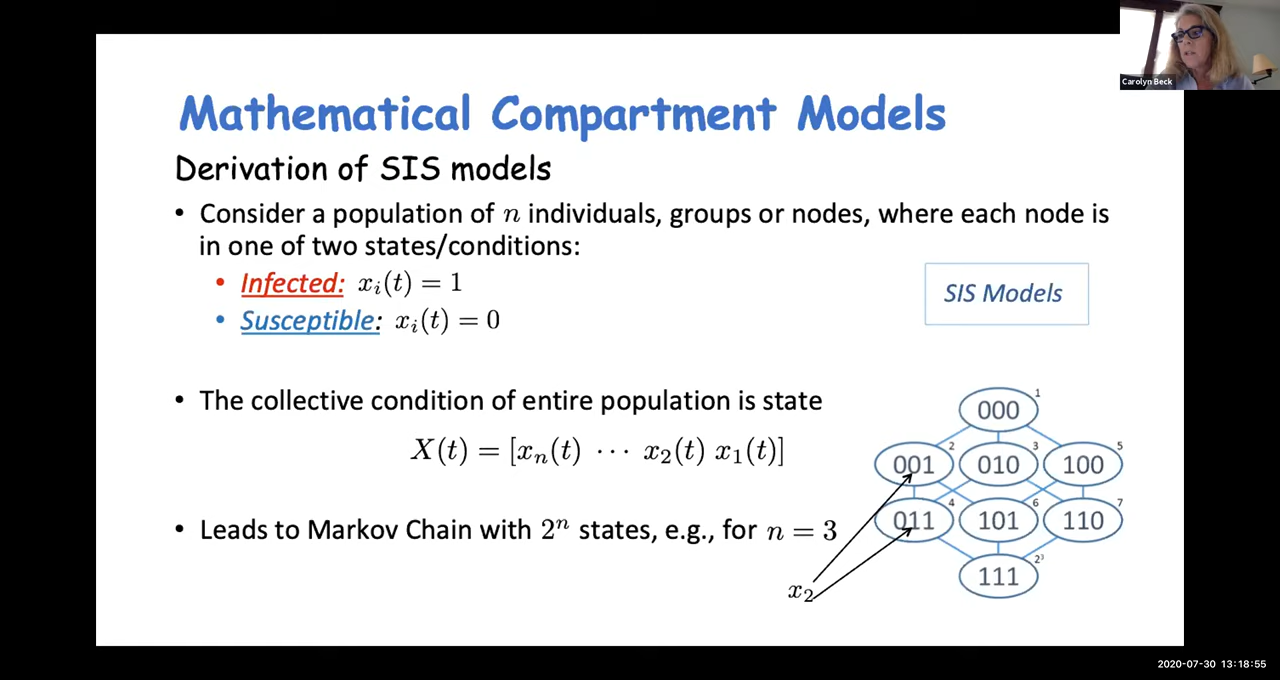 Carolyn Beck
Mathematical Compartment Models
Derivation of SIS models
• Consider a population of n individuals, groups or nodes, where each node is
in one of two states/conditions:
• Infected: xᵢ(t) = 1
• Susceptible: xᵢ(t) = 0
SIS Models
• The collective condition of entire population is state
X(t) = [xₙ(t) ⋯ x₂(t) x₁(t)]
• Leads to Markov Chain with 2ⁿ states, e.g., for n = 3
000 1
001 2 010 3 100 5
011 4 101 6 110 7
111 2³
x₂
2020-07-30 13:18:55